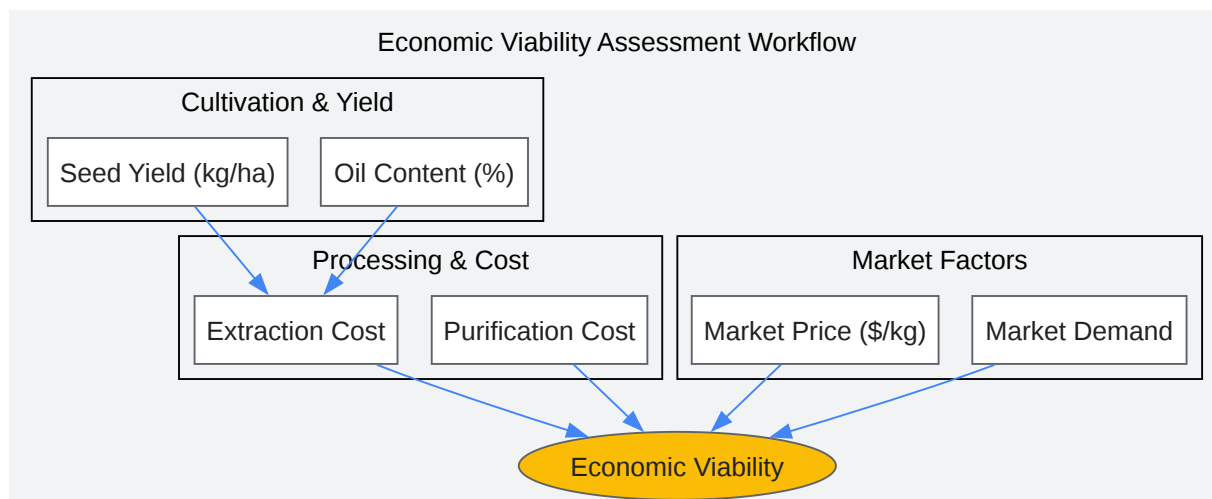 Economic Viability Assessment Workflow
Cultivation & Yield
Seed Yield (kg/ha)
Oil Content (%)
Processing & Cost
Market Factors
Extraction Cost
Purification Cost
Market Price ($/kg)
Market Demand
Economic Viability